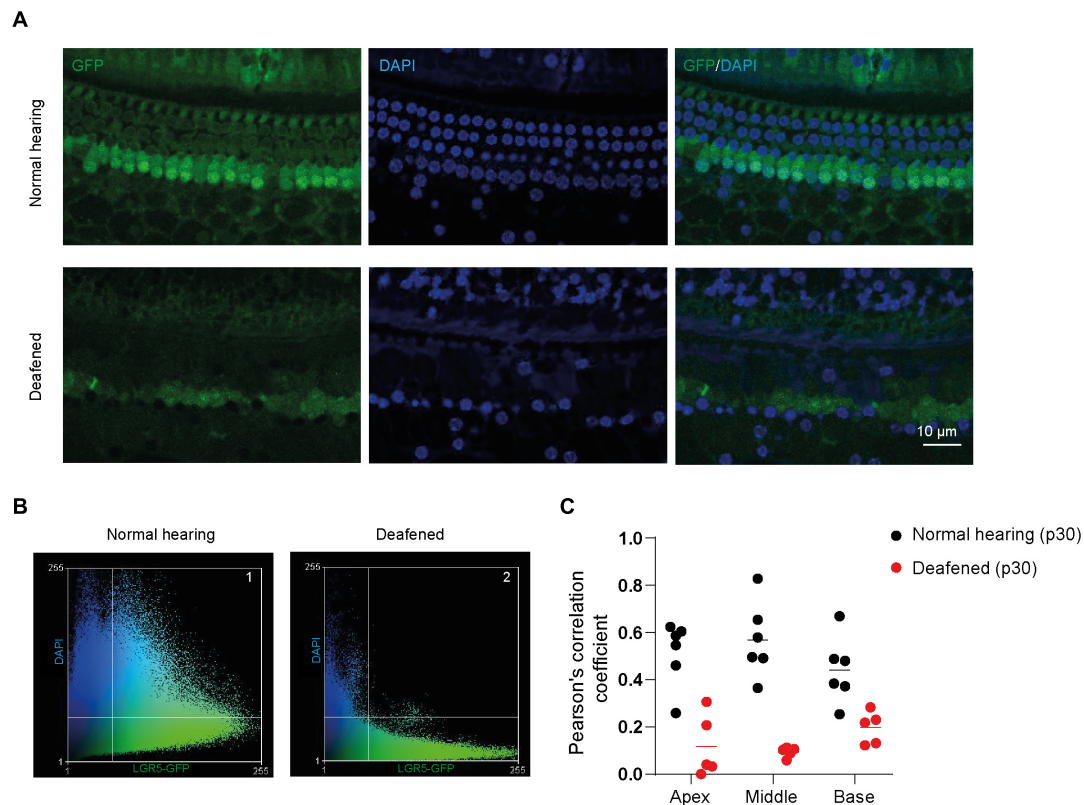 A
GFP
DAPI
GFP/DAPI
Normal hearing
Deafened
10 µm
B
Normal hearing
Deafened
255
1
DAPI
1
LGR5-GFP
255
255
2
DAPI
1
1
LGR5-GFP
255
C
Normal hearing (p30)
Deafened (p30)
Pearson's correlation
coefficient
1.0
0.8
0.6
0.4
0.2
0.0
Apex
Middle
Base